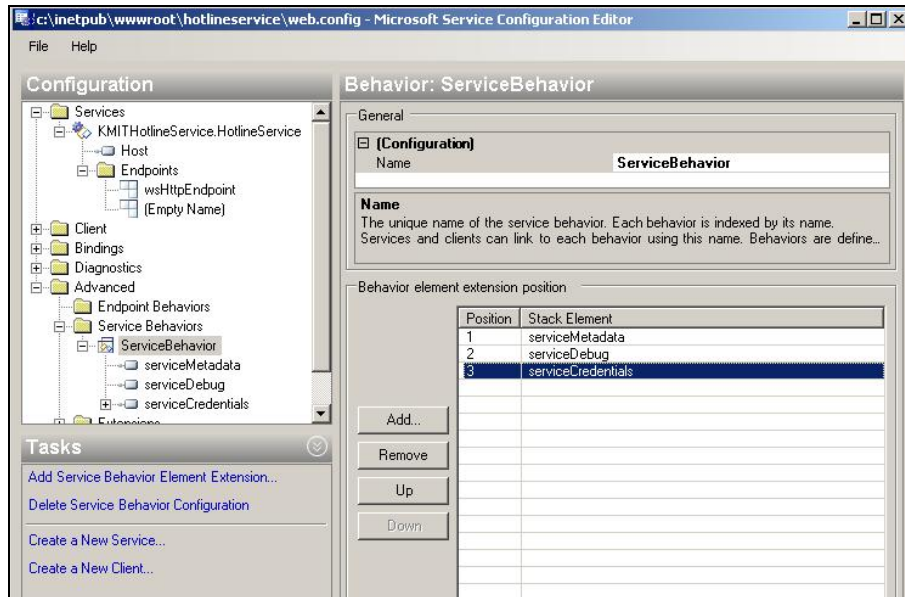 c:\inetpub\wwwroot\hotlineservice\web.config - Microsoft Service Configuration Editor
File Help
Configuration
Services
KMITHotlineService.HotlineService
Host
Endpoints
wsHttpEndpoint
(Empty Name)
Client
Bindings
Diagnostics
Advanced
Endpoint Behaviors
Service Behaviors
ServiceBehavior
serviceMetadata
serviceDebug
serviceCredentials
Extensions
Tasks
Add Service Behavior Element Extension...
Delete Service Behavior Configuration
Create a New Service...
Create a New Client...
Behavior: ServiceBehavior
General
(Configuration)
Name ServiceBehavior
Name
The unique name of the service behavior. Each behavior is indexed by its name.
Services and clients can link to each behavior using this name. Behaviors are define...
Behavior element extension position
Position Stack Element
1 serviceMetadata
2 serviceDebug
3 serviceCredentials
Add...
Remove
Up
Down